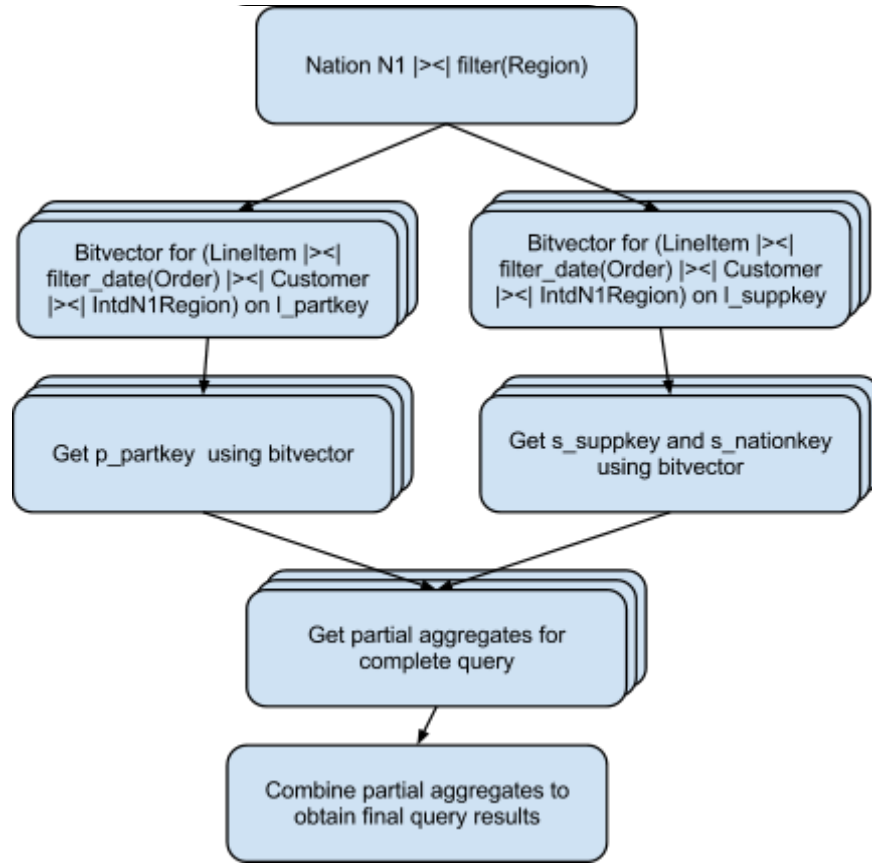 Nation N1 |><| filter(Region)
Bitvector for (LineItem |><|
filter_date(Order) |><| Customer
|><| IntdN1Region) on l_partkey
Bitvector for (LineItem |><|
filter_date(Order) |><| Customer
|><| IntdN1Region) on l_suppkey
Get p_partkey using bitvector
Get s_suppkey and s_nationkey
using bitvector
Get partial aggregates for
complete query
Combine partial aggregates to
obtain final query results